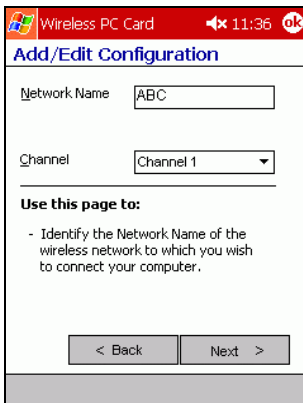 Wireless PC Card 11:36 ok
Add/Edit Configuration
Network Name ABC
Channel Channel 1
Use this page to:
- Identify the Network Name of the
wireless network to which you wish
to connect your computer.
< Back Next >